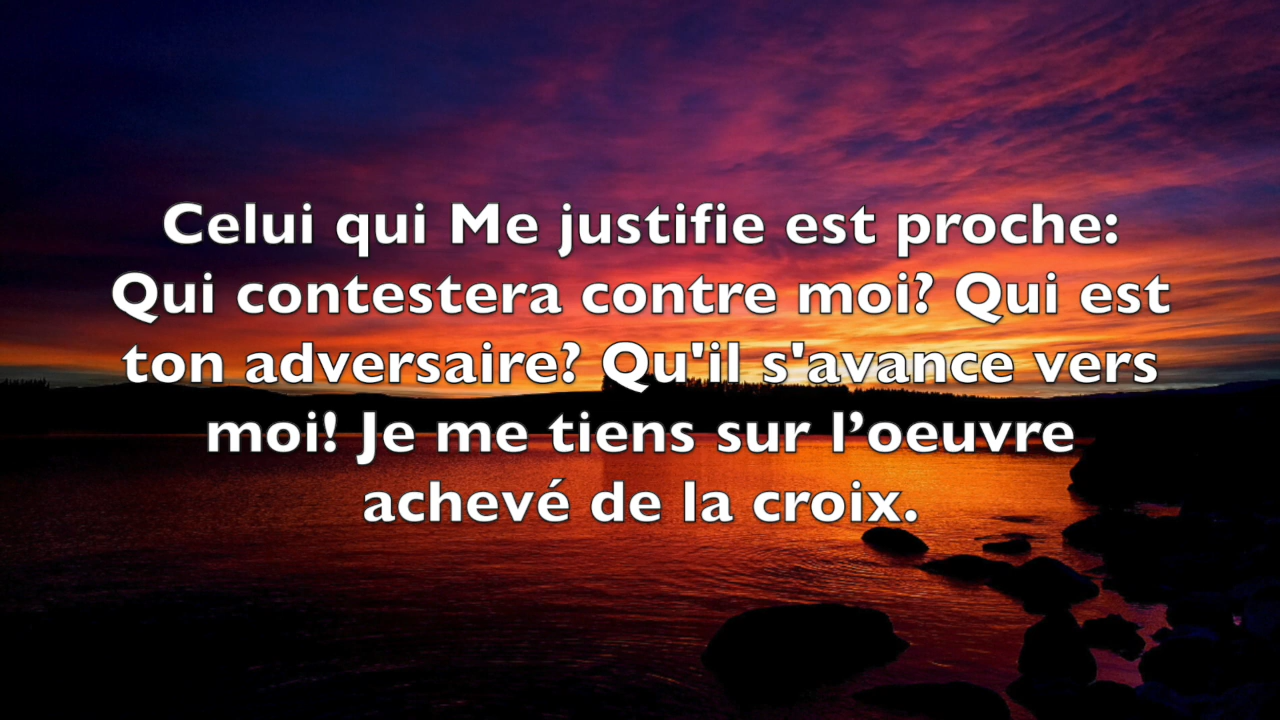 Celui qui Me justifie est proche:
Qui contestera contre moi? Qui est
ton adversaire? Qu'il s'avance vers
moi! Je me tiens sur l’oeuvre
achevé de la croix.